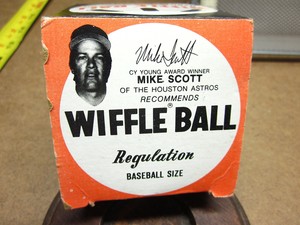 Mike Scott
CY YOUNG AWARD WINNER
MIKE SCOTT
OF THE HOUSTON ASTROS
RECOMMENDS
WIFFLE BALL®
Regulation
BASEBALL SIZE